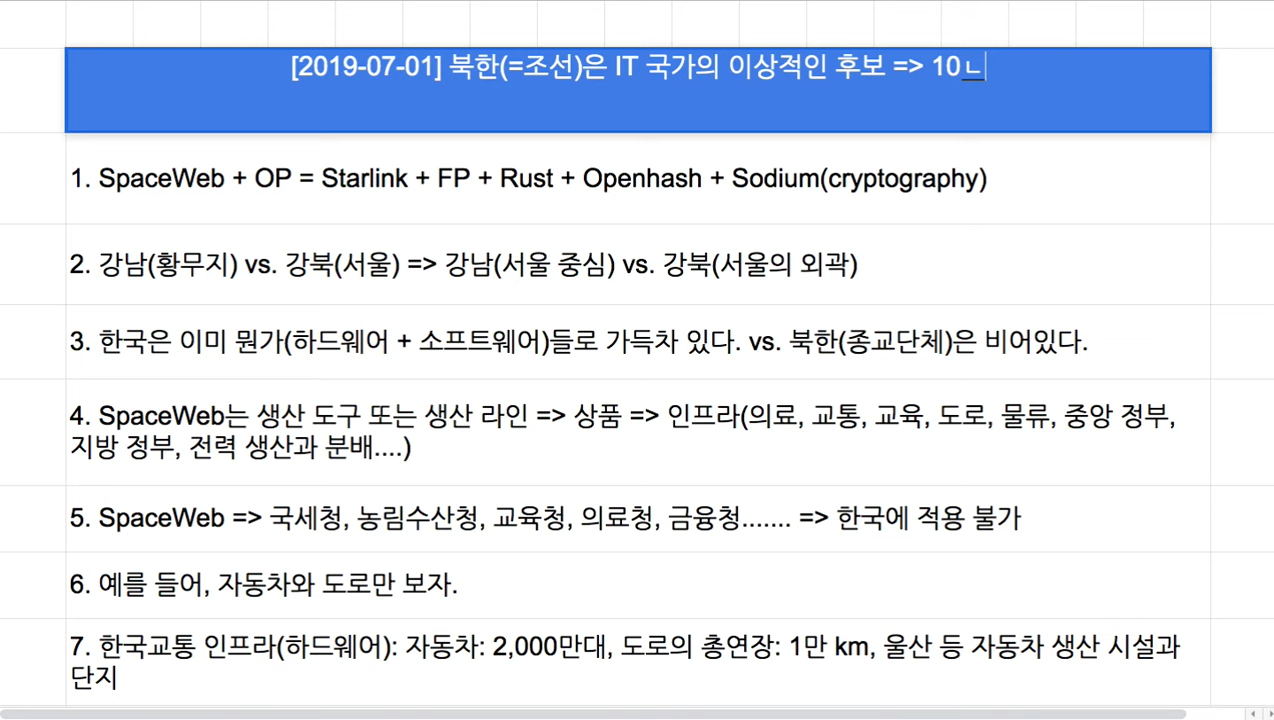 [2019-07-01] 북한(=조선)은 IT 국가의 이상적인 후보 => 10ㄴ
1. SpaceWeb + OP = Starlink + FP + Rust + Openhash + Sodium(cryptography)
2. 강남(황무지) vs. 강북(서울) => 강남(서울 중심) vs. 강북(서울의 외곽)
3. 한국은 이미 뭔가(하드웨어 + 소프트웨어)들로 가득차 있다. vs. 북한(종교단체)은 비어있다.
4. SpaceWeb는 생산 도구 또는 생산 라인 => 상품 => 인프라(의료, 교통, 교육, 도로, 물류, 중앙 정부,
지방 정부, 전력 생산과 분배....)
5. SpaceWeb => 국세청, 농림수산청, 교육청, 의료청, 금융청....... => 한국에 적용 불가
6. 예를 들어, 자동차와 도로만 보자.
7. 한국교통 인프라(하드웨어): 자동차: 2,000만대, 도로의 총연장: 1만 km, 울산 등 자동차 생산 시설과
단지